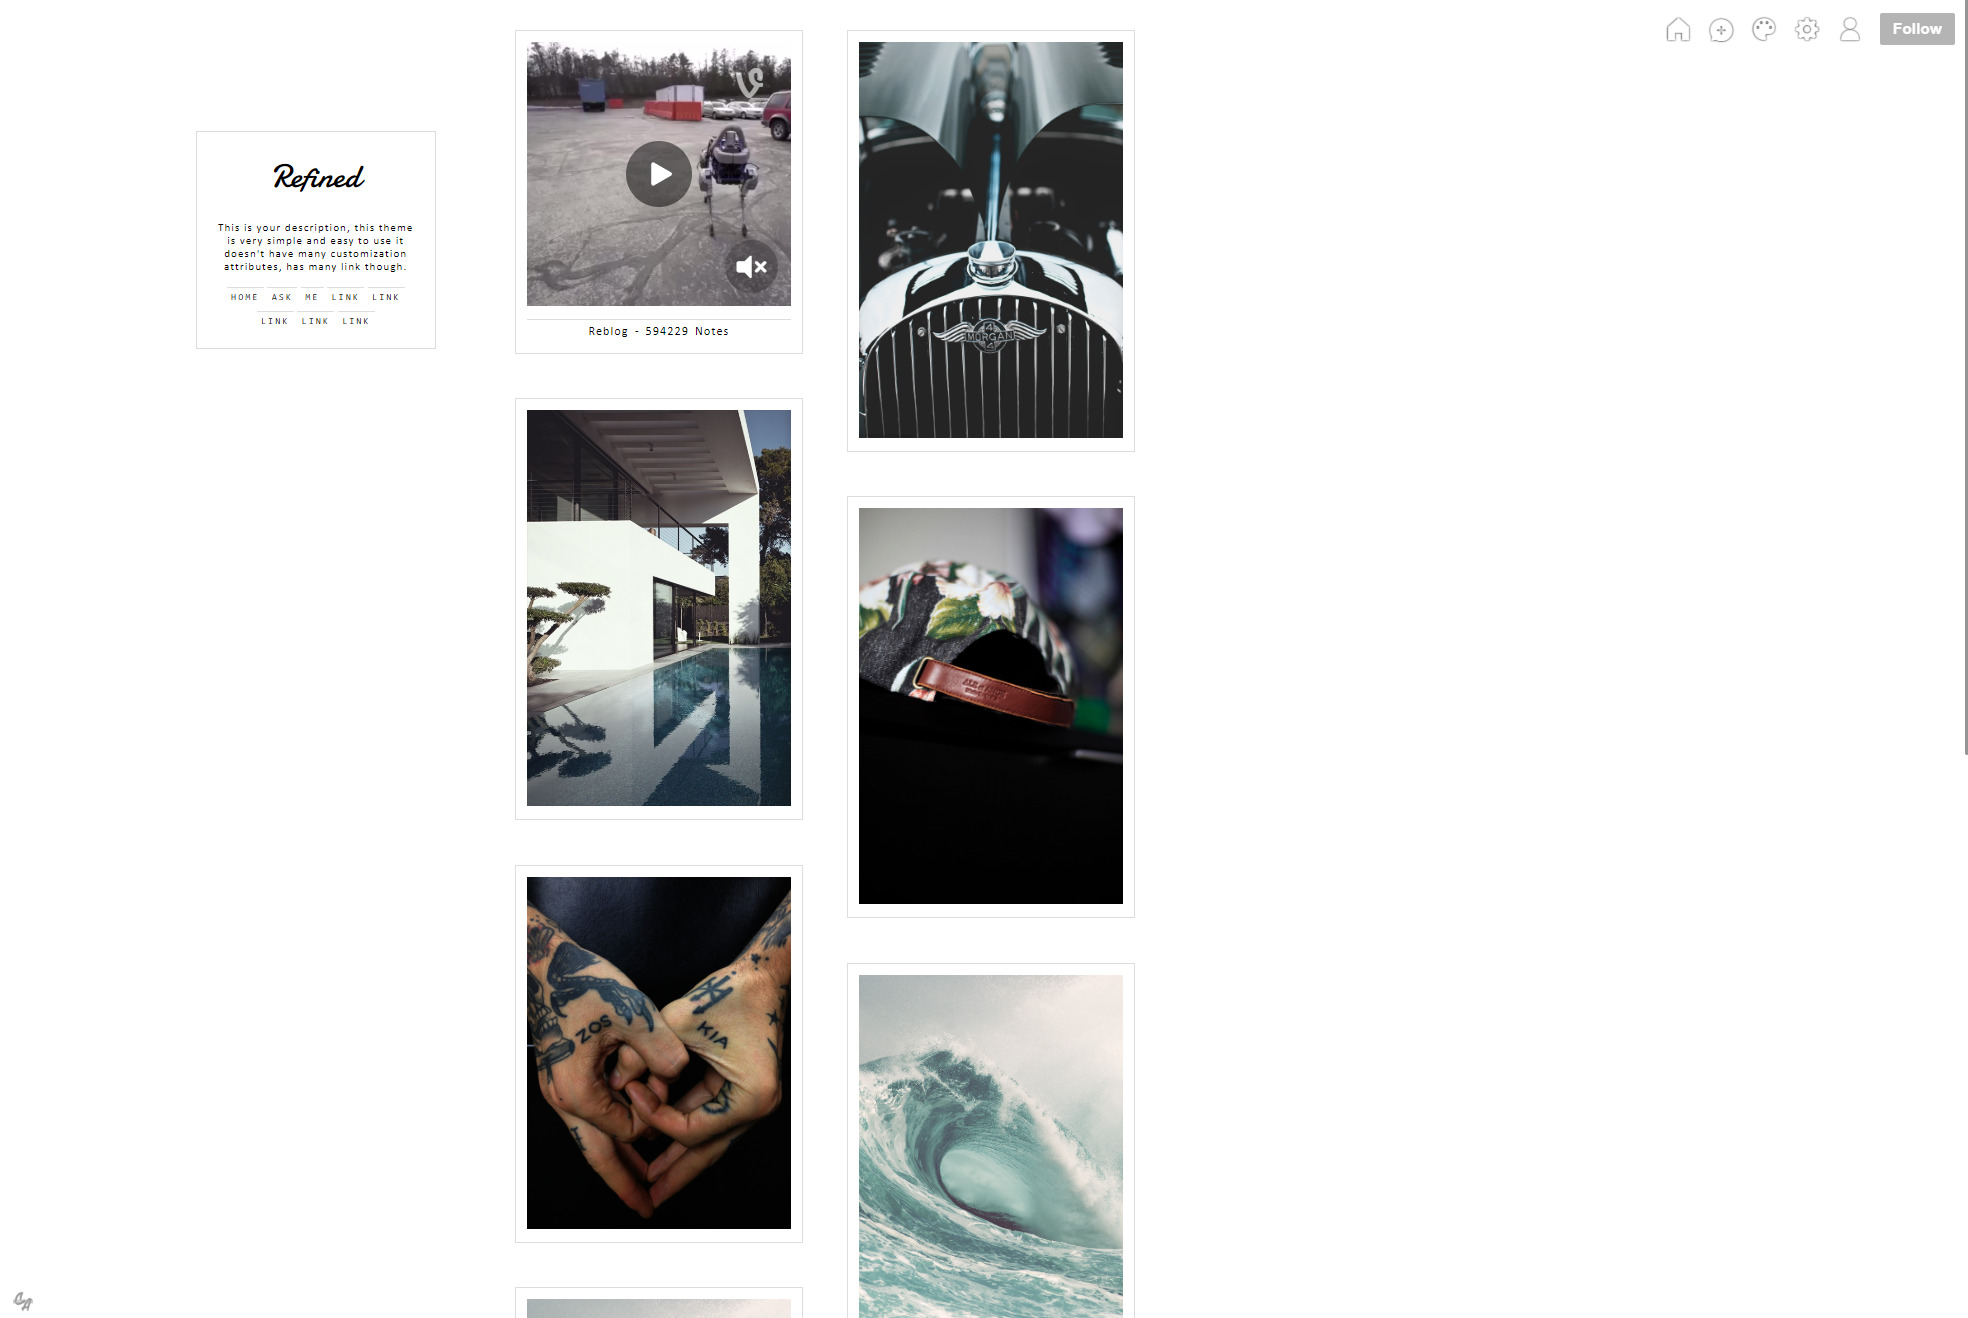 Follow
Refined
This is your description, this theme
is very simple and easy to use it
doesn't have many customization
attributes, has many link though.
HOME ASK ME LINK LINK
LINK LINK LINK
Reblog - 594229 Notes
4
MORGAN
4
ZOS
KIA